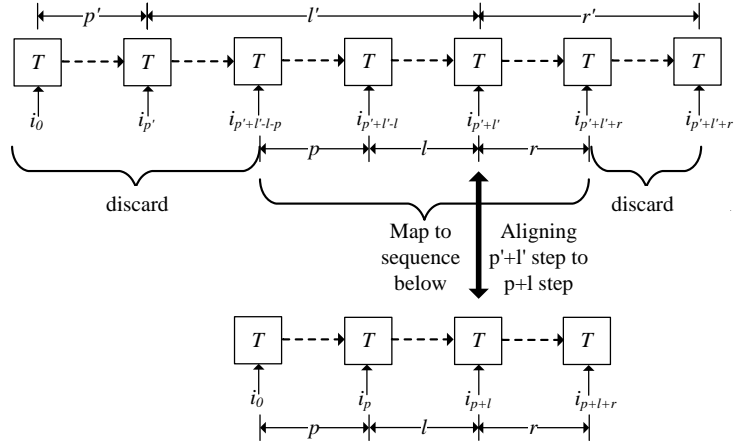 p' l' r'
T T T T T T T
i0 ip' ip'+l'-l-p ip'+l'-l ip'+l' ip'+l'+r ip'+l'+r'
p l r
discard discard
Map to Aligning
sequence p'+l' step to
below p+l step
T T T T
i0 ip ip+l ip+l+r
p l r